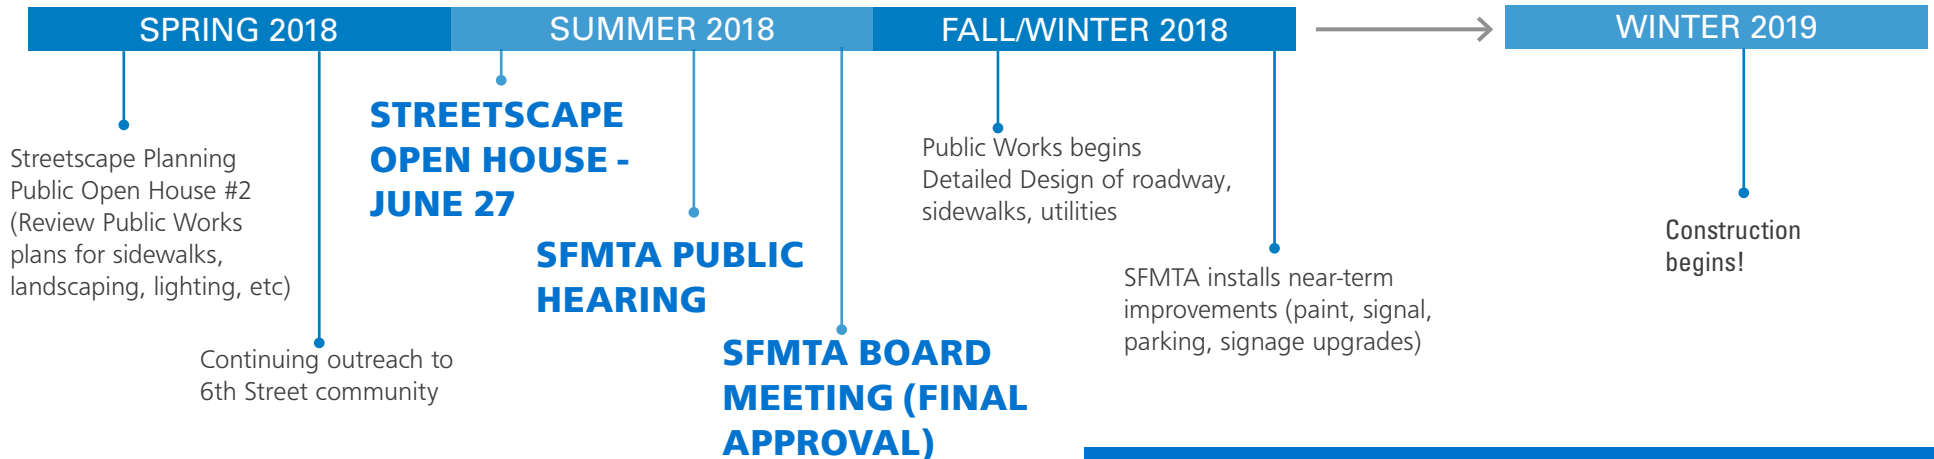 SPRING 2018
SUMMER 2018
FALL/WINTER 2018
WINTER 2019
Streetscape Planning
Public Open House #2
(Review Public Works
plans for sidewalks,
landscaping, lighting, etc)
Continuing outreach to
6th Street community
STREETSCAPE
OPEN HOUSE -
JUNE 27
SFMTA PUBLIC
HEARING
SFMTA BOARD
MEETING (FINAL
APPROVAL)
Public Works begins
Detailed Design of roadway,
sidewalks, utilities
SFMTA installs near-term
improvements (paint, signal,
parking, signage upgrades)
Construction
begins!